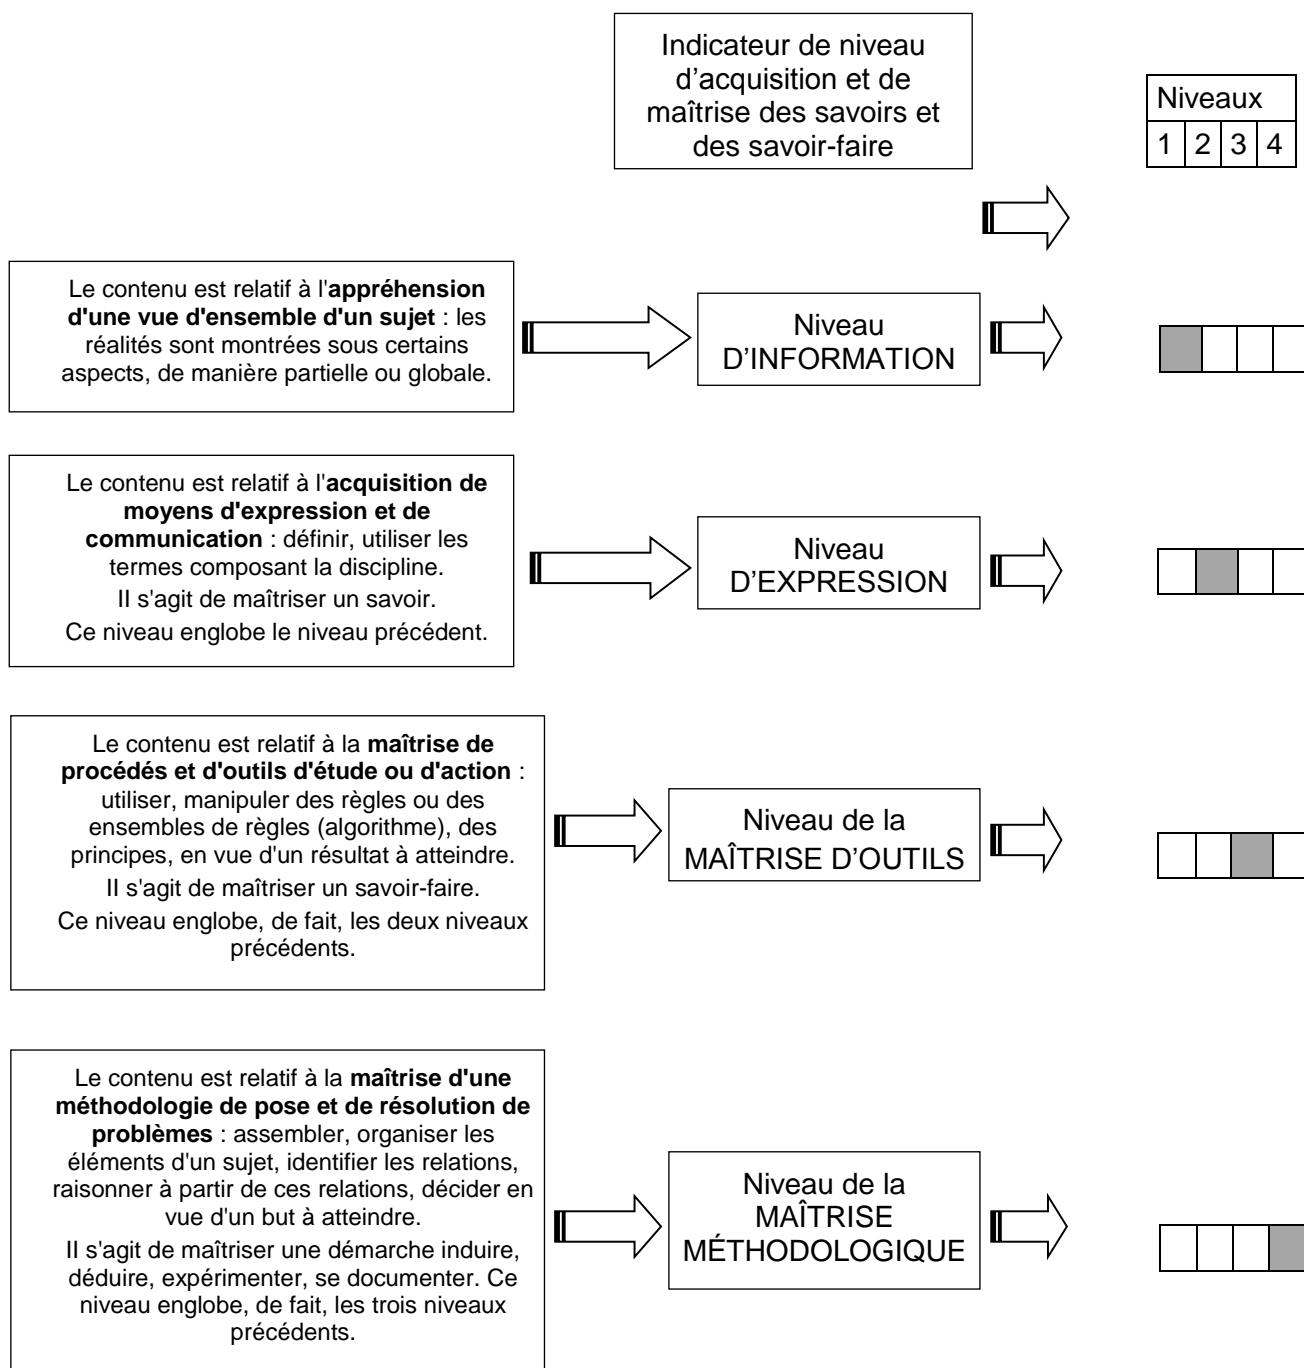 Indicateur de niveau
d’acquisition et de
maîtrise des savoirs et
des savoir-faire
Niveaux
1 2 3 4
Le contenu est relatif à l'appréhension
d'une vue d'ensemble d'un sujet : les
réalités sont montrées sous certains
aspects, de manière partielle ou globale.
Niveau
D’INFORMATION
Le contenu est relatif à l'acquisition de
moyens d'expression et de
communication : définir, utiliser les
termes composant la discipline.
II s'agit de maîtriser un savoir.
Ce niveau englobe le niveau précédent.
Niveau
D’EXPRESSION
Le contenu est relatif à la maîtrise de
procédés et d'outils d'étude ou d'action :
utiliser, manipuler des règles ou des
ensembles de règles (algorithme), des
principes, en vue d'un résultat à atteindre.
II s'agit de maîtriser un savoir-faire.
Ce niveau englobe, de fait, les deux niveaux
précédents.
Niveau de la
MAÎTRISE D’OUTILS
Le contenu est relatif à la maîtrise d'une
méthodologie de pose et de résolution de
problèmes : assembler, organiser les
éléments d'un sujet, identifier les relations,
raisonner à partir de ces relations, décider en
vue d'un but à atteindre.
II s'agit de maîtriser une démarche induire,
déduire, expérimenter, se documenter. Ce
niveau englobe, de fait, les trois niveaux
précédents.
Niveau de la
MAÎTRISE
MÉTHODOLOGIQUE